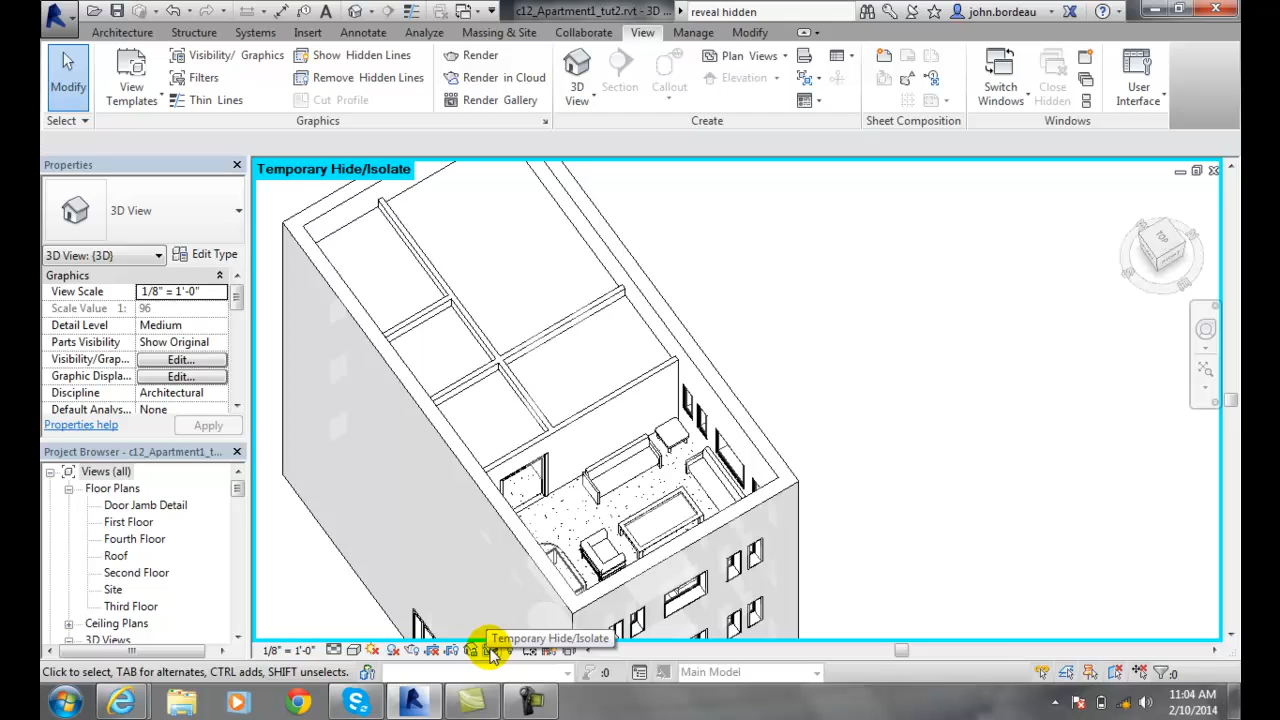 c12_Apartment1_tut2.rvt - 3D ...
reveal hidden
john.bordeau
Architecture Structure Systems Insert Annotate Analyze Massing & Site Collaborate View Manage Modify
Modify
Select
View Templates
Visibility/ Graphics
Filters
Thin Lines
Show Hidden Lines
Remove Hidden Lines
Cut Profile
Graphics
Render
Render in Cloud
Render Gallery
3D View
Section
Callout
Plan Views
Elevation
Create
Sheet Composition
Switch Windows
Close Hidden
User Interface
Windows
Properties
3D View
3D View: {3D}
Edit Type
Graphics
View Scale 1/8" = 1'-0"
Scale Value 1: 96
Detail Level Medium
Parts Visibility Show Original
Visibility/Grap... Edit...
Graphic Displa... Edit...
Discipline Architectural
Default Analys... None
Properties help
Apply
Project Browser - c12_Apartment1_t...
Views (all)
Floor Plans
Door Jamb Detail
First Floor
Fourth Floor
Roof
Second Floor
Site
Third Floor
Ceiling Plans
3D Views
Temporary Hide/Isolate
TOP
Temporary Hide/Isolate
1/8" = 1'-0"
Click to select, TAB for alternates, CTRL adds, SHIFT unselects.
:0
Main Model
:0
11:04 AM
2/10/2014